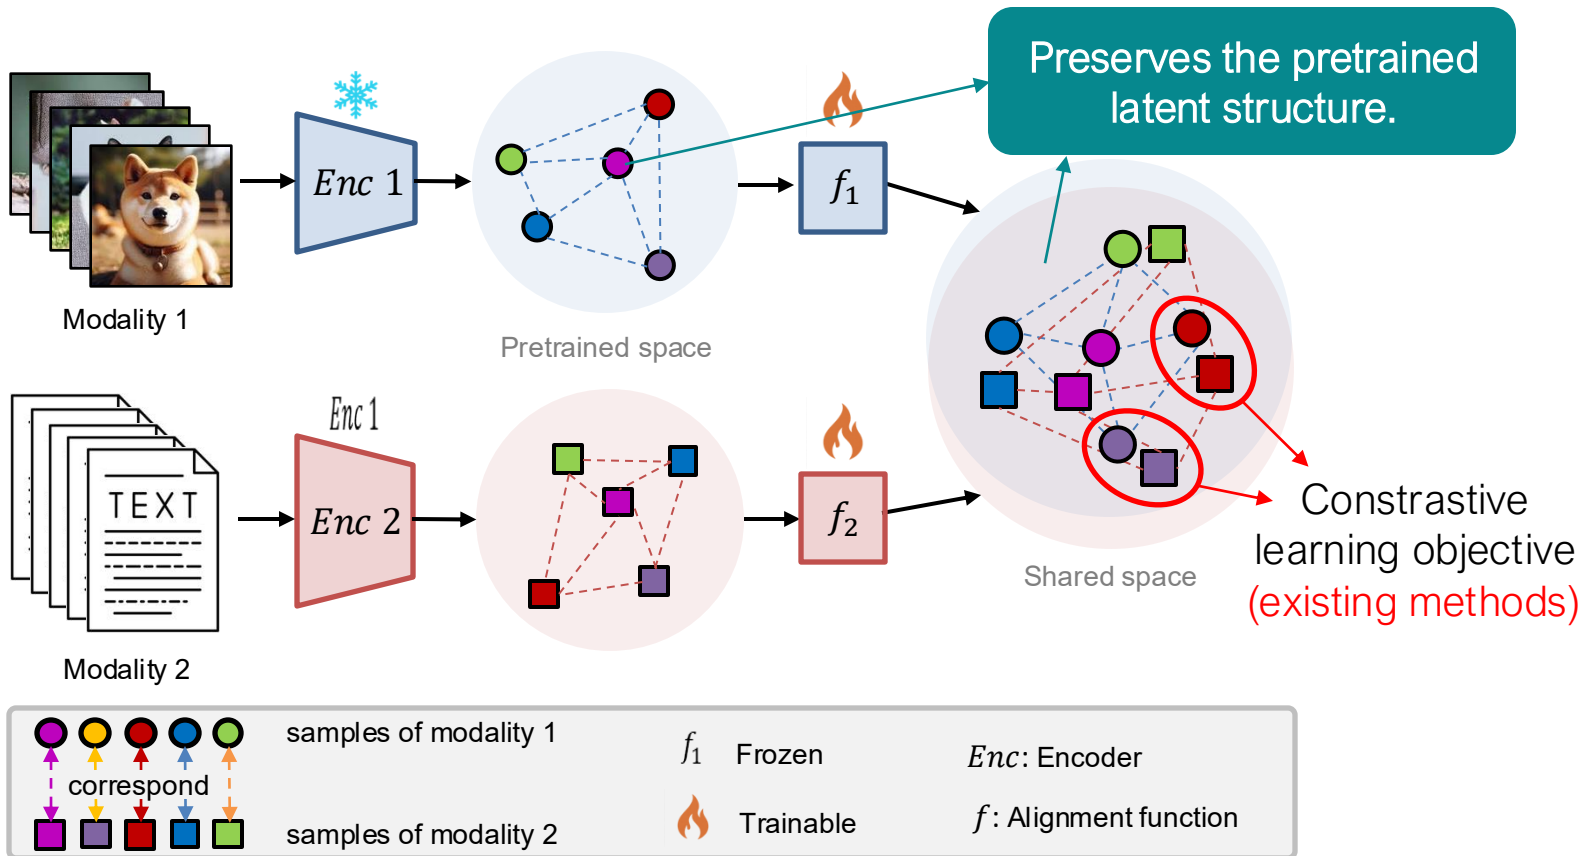 Preserves the pretrained
latent structure.
Enc 1
f₁
Modality 1
Pretrained space
Enc 1
TEXT
Enc 2
f₂
Shared space
Constrastive
learning objective
(existing methods)
Modality 2
samples of modality 1
correspond
samples of modality 2
f₁ Frozen
Trainable
Enc: Encoder
f: Alignment function